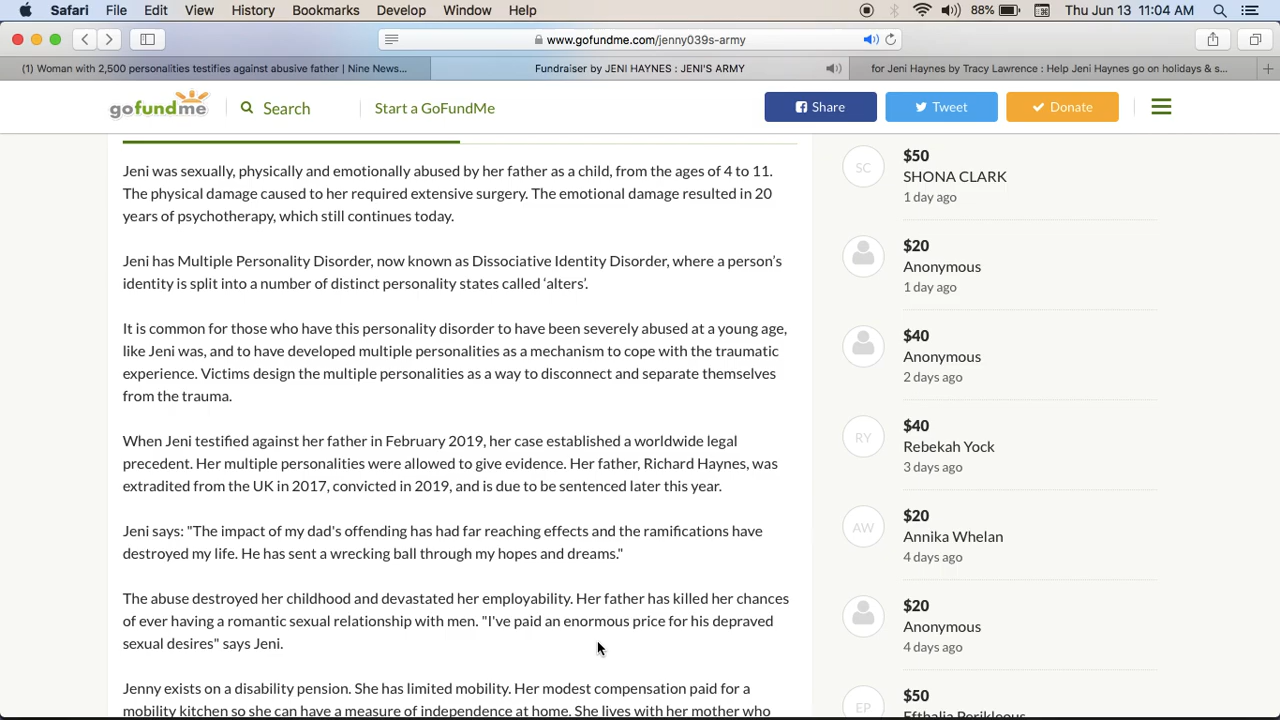 Safari File Edit View History Bookmarks Develop Window Help 88% Thu Jun 13 11:04 AM
www.gofundme.com/jenny039s-army
(1) Woman with 2,500 personalities testifies against abusive father | Nine News...
Fundraiser by JENI HAYNES : JENI'S ARMY
for Jeni Haynes by Tracy Lawrence : Help Jeni Haynes go on holidays & s...
gofundme Search Start a GoFundMe Share Tweet Donate
Jeni was sexually, physically and emotionally abused by her father as a child, from the ages of 4 to 11.
The physical damage caused to her required extensive surgery. The emotional damage resulted in 20
years of psychotherapy, which still continues today.
Jeni has Multiple Personality Disorder, now known as Dissociative Identity Disorder, where a person's
identity is split into a number of distinct personality states called ‘alters’.
It is common for those who have this personality disorder to have been severely abused at a young age,
like Jeni was, and to have developed multiple personalities as a mechanism to cope with the traumatic
experience. Victims design the multiple personalities as a way to disconnect and separate themselves
from the trauma.
When Jeni testified against her father in February 2019, her case established a worldwide legal
precedent. Her multiple personalities were allowed to give evidence. Her father, Richard Haynes, was
extradited from the UK in 2017, convicted in 2019, and is due to be sentenced later this year.
Jeni says: "The impact of my dad's offending has had far reaching effects and the ramifications have
destroyed my life. He has sent a wrecking ball through my hopes and dreams."
The abuse destroyed her childhood and devastated her employability. Her father has killed her chances
of ever having a romantic sexual relationship with men. "I've paid an enormous price for his depraved
sexual desires" says Jeni.
Jenny exists on a disability pension. She has limited mobility. Her modest compensation paid for a
mobility kitchen so she can have a measure of independence at home. She lives with her mother who
SC
$50
SHONA CLARK
1 day ago
$20
Anonymous
1 day ago
$40
Anonymous
2 days ago
RY
$40
Rebekah Yock
3 days ago
AW
$20
Annika Whelan
4 days ago
$20
Anonymous
4 days ago
EP
$50
Efthalia Perikleous